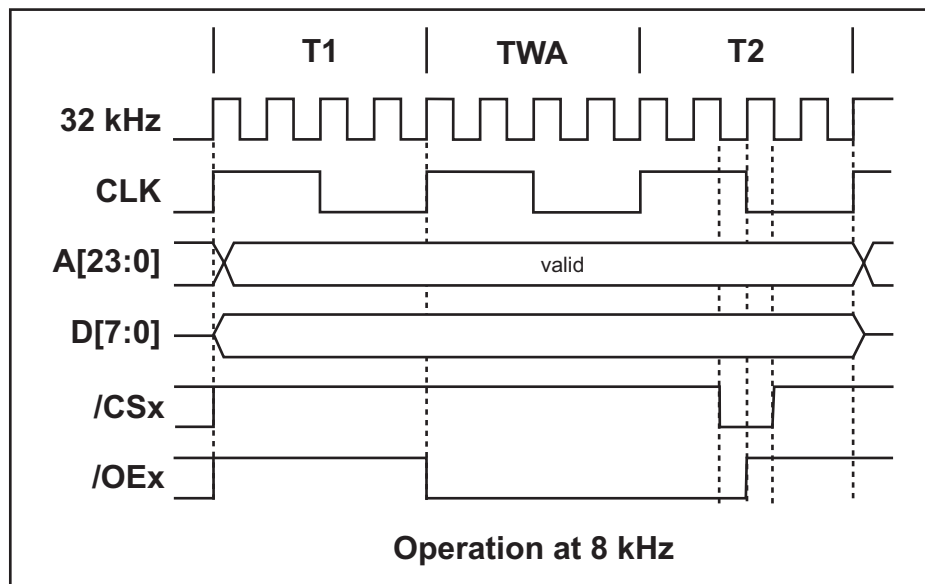 T1 TWA T2
32 kHz
CLK
A[23:0] valid
D[7:0]
/CSx
/OEx
Operation at 8 kHz